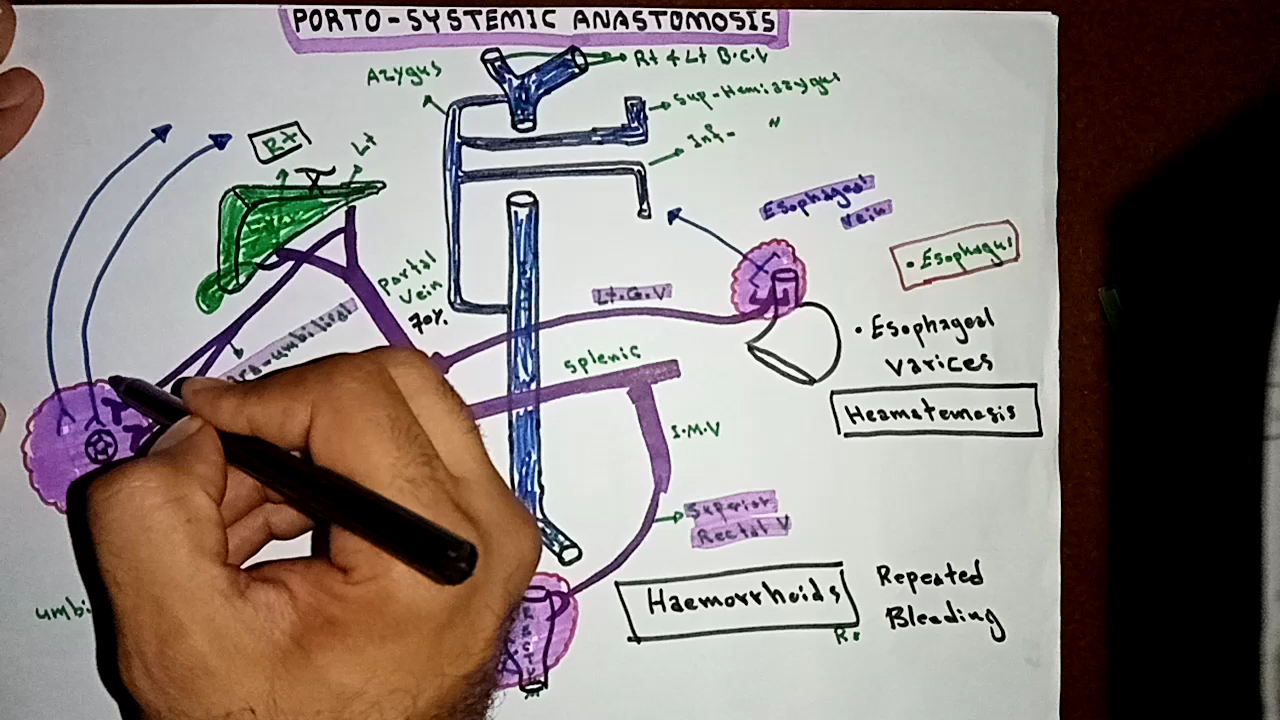 PORTO-SYSTEMIC ANASTOMOSIS
Rt & Lt B.C.V
Azygus
Sup-Hemiazygus
Inf- "
Rt
Lt
Esophageal
vein
• Esophagus
Portal
Vein
70%
Lt.G.V
• Esophageal
varices
Heamatemesis
splenic
I.M.V
Superior
Rectal V
Haemorrhoids
Repeated
Bleeding